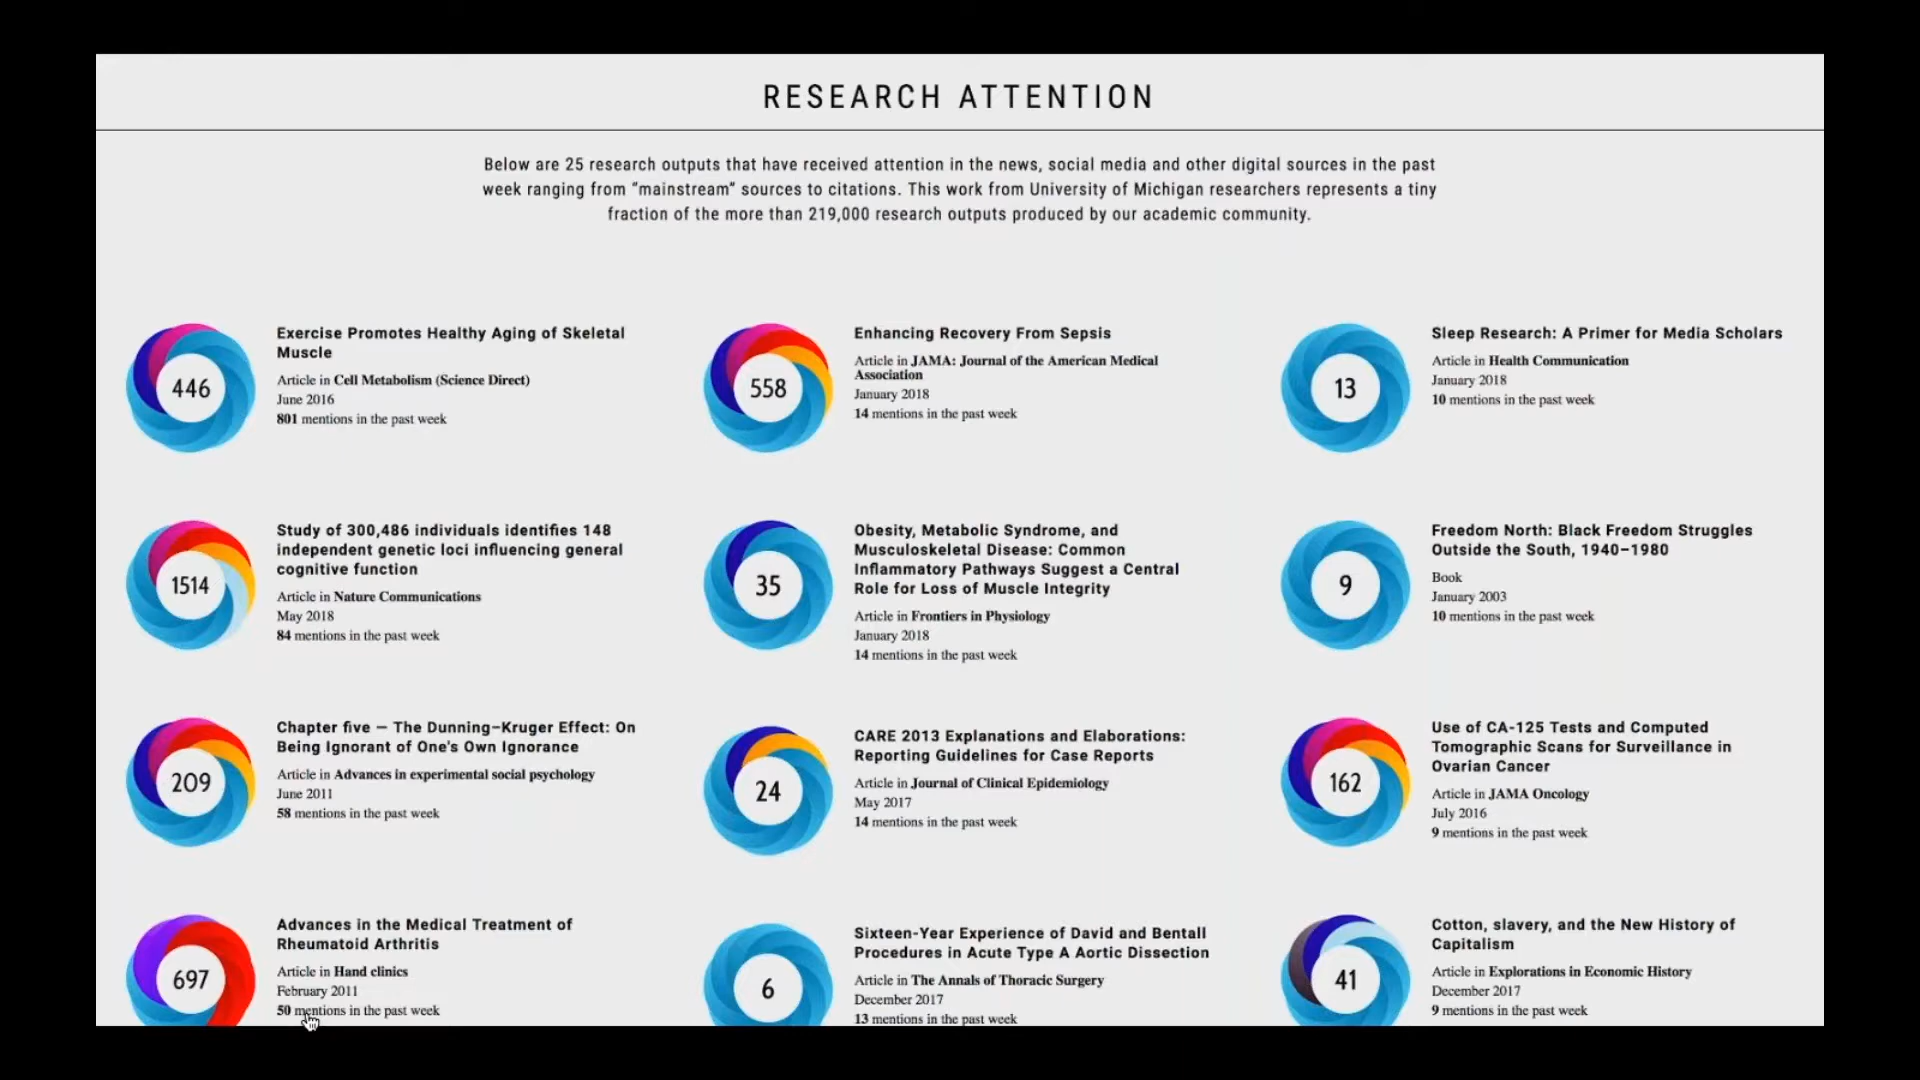 RESEARCH ATTENTION
Below are 25 research outputs that have received attention in the news, social media and other digital sources in the past
week ranging from “mainstream” sources to citations. This work from University of Michigan researchers represents a tiny
fraction of the more than 219,000 research outputs produced by our academic community.
446
Exercise Promotes Healthy Aging of Skeletal
Muscle
Article in Cell Metabolism (Science Direct)
June 2016
801 mentions in the past week
558
Enhancing Recovery From Sepsis
Article in JAMA: Journal of the American Medical
Association
January 2018
14 mentions in the past week
13
Sleep Research: A Primer for Media Scholars
Article in Health Communication
January 2018
10 mentions in the past week
1514
Study of 300,486 individuals identifies 148
independent genetic loci influencing general
cognitive function
Article in Nature Communications
May 2018
84 mentions in the past week
35
Obesity, Metabolic Syndrome, and
Musculoskeletal Disease: Common
Inflammatory Pathways Suggest a Central
Role for Loss of Muscle Integrity
Article in Frontiers in Physiology
January 2018
14 mentions in the past week
9
Freedom North: Black Freedom Struggles
Outside the South, 1940–1980
Book
January 2003
10 mentions in the past week
209
Chapter five — The Dunning–Kruger Effect: On
Being Ignorant of One's Own Ignorance
Article in Advances in experimental social psychology
June 2011
58 mentions in the past week
24
CARE 2013 Explanations and Elaborations:
Reporting Guidelines for Case Reports
Article in Journal of Clinical Epidemiology
May 2017
14 mentions in the past week
162
Use of CA-125 Tests and Computed
Tomographic Scans for Surveillance in
Ovarian Cancer
Article in JAMA Oncology
July 2016
9 mentions in the past week
697
Advances in the Medical Treatment of
Rheumatoid Arthritis
Article in Hand clinics
February 2011
50 mentions in the past week
6
Sixteen-Year Experience of David and Bentall
Procedures in Acute Type A Aortic Dissection
Article in The Annals of Thoracic Surgery
December 2017
13 mentions in the past week
41
Cotton, slavery, and the New History of
Capitalism
Article in Explorations in Economic History
December 2017
9 mentions in the past week